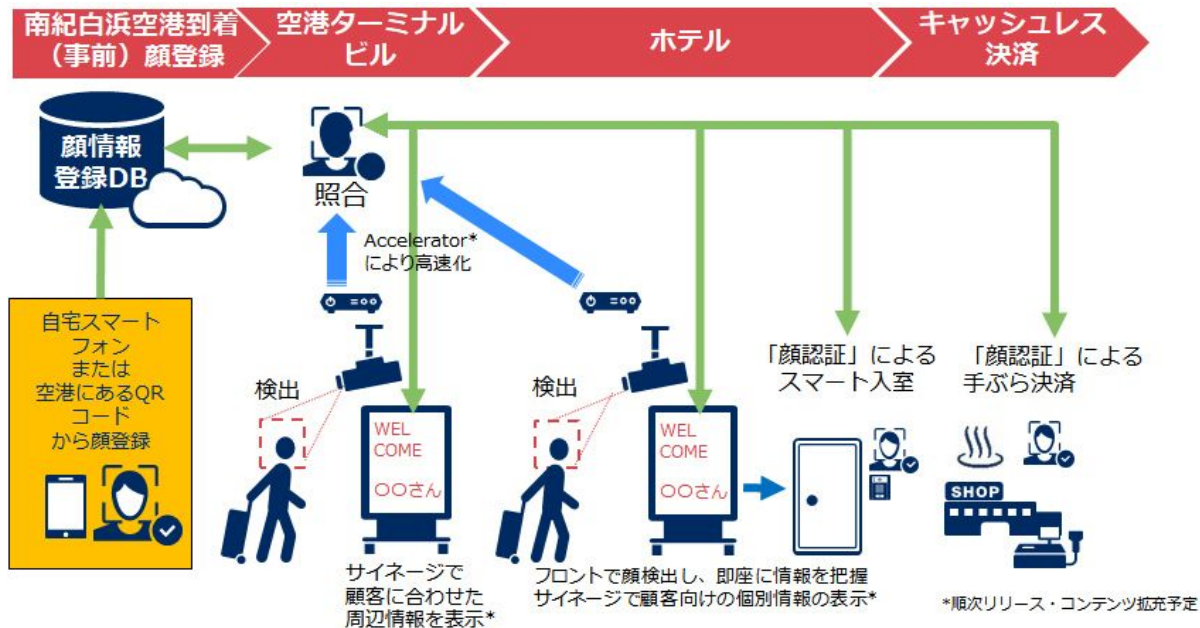 南紀白浜空港到着
（事前）顔登録
空港ターミナル
ビル
ホテル
キャッシュレス
決済
顔情報
登録DB
照合
Accelerator*
により高速化
自宅スマート
フォン
または
空港にあるQR
コード
から顔登録
検出
WEL
COME
〇〇さん
サイネージで
顧客に合わせた
周辺情報を表示*
検出
WEL
COME
〇〇さん
フロントで顔検出し、即座に情報を把握
サイネージで顧客向けの個別情報の表示*
「顔認証」による
スマート入室
「顔認証」による
手ぶら決済
SHOP
*順次リリース・コンテンツ拡充予定